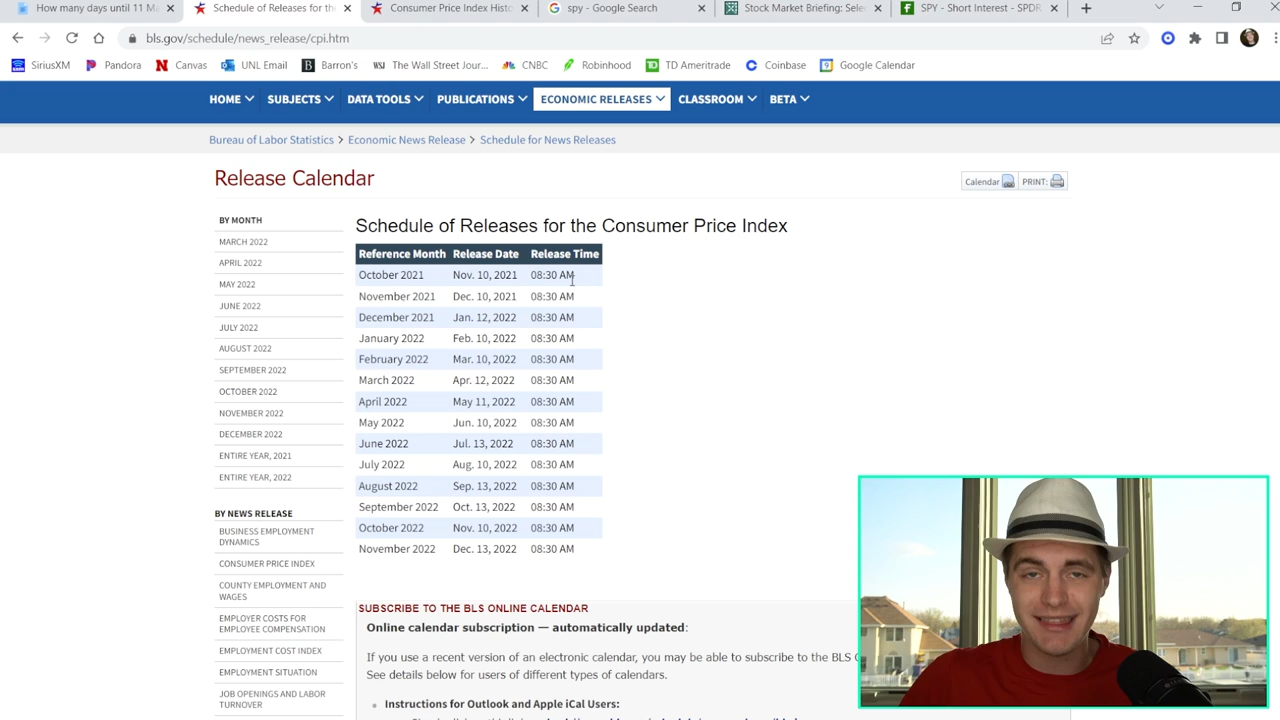 How many days until 11 Ma
Schedule of Releases for the
Consumer Price Index Histo
spy - Google Search
Stock Market Briefing: Sele
SPY - Short Interest - SPDR
bls.gov/schedule/news_release/cpi.htm
SiriusXM
Pandora
Canvas
UNL Email
Barron's
The Wall Street Jour...
CNBC
Robinhood
TD Ameritrade
Coinbase
Google Calendar
HOME SUBJECTS DATA TOOLS PUBLICATIONS ECONOMIC RELEASES CLASSROOM BETA
Bureau of Labor Statistics > Economic News Release > Schedule for News Releases
Release Calendar
Calendar PRINT:
BY MONTH
MARCH 2022
APRIL 2022
MAY 2022
JUNE 2022
JULY 2022
AUGUST 2022
SEPTEMBER 2022
OCTOBER 2022
NOVEMBER 2022
DECEMBER 2022
ENTIRE YEAR, 2021
ENTIRE YEAR, 2022
BY NEWS RELEASE
BUSINESS EMPLOYMENT
DYNAMICS
CONSUMER PRICE INDEX
COUNTY EMPLOYMENT AND
WAGES
EMPLOYER COSTS FOR
EMPLOYEE COMPENSATION
EMPLOYMENT COST INDEX
EMPLOYMENT SITUATION
JOB OPENINGS AND LABOR
TURNOVER
Schedule of Releases for the Consumer Price Index
Reference Month Release Date Release Time
October 2021 Nov. 10, 2021 08:30 AM
November 2021 Dec. 10, 2021 08:30 AM
December 2021 Jan. 12, 2022 08:30 AM
January 2022 Feb. 10, 2022 08:30 AM
February 2022 Mar. 10, 2022 08:30 AM
March 2022 Apr. 12, 2022 08:30 AM
April 2022 May 11, 2022 08:30 AM
May 2022 Jun. 10, 2022 08:30 AM
June 2022 Jul. 13, 2022 08:30 AM
July 2022 Aug. 10, 2022 08:30 AM
August 2022 Sep. 13, 2022 08:30 AM
September 2022 Oct. 13, 2022 08:30 AM
October 2022 Nov. 10, 2022 08:30 AM
November 2022 Dec. 13, 2022 08:30 AM
SUBSCRIBE TO THE BLS ONLINE CALENDAR
Online calendar subscription — automatically updated:
If you use a recent version of an electronic calendar, you may be able to subscribe to the BLS
See details below for users of different types of calendars.
Instructions for Outlook and Apple iCal Users: